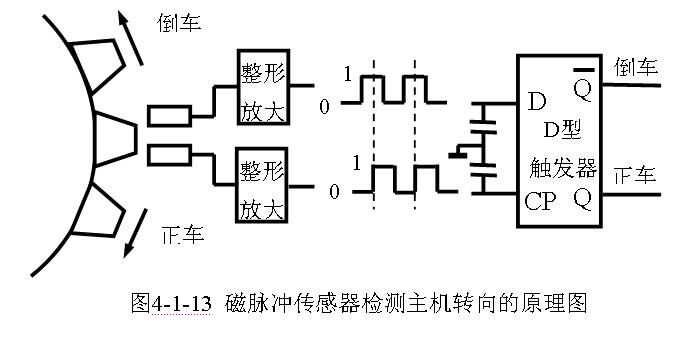 倒车
整形
放大
1
0
D
Q
倒车
D型
触发器
整形
放大
1
0
CP
Q
正车
正车
图4-1-13 磁脉冲传感器检测主机转向的原理图